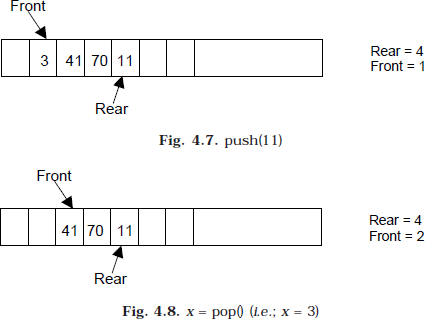 Front
3 41 70 11
Rear = 4
Front = 1
Rear
Fig. 4.7. push(11)
Front
41 70 11
Rear = 4
Front = 2
Rear
Fig. 4.8. x = pop() (i.e.; x = 3)